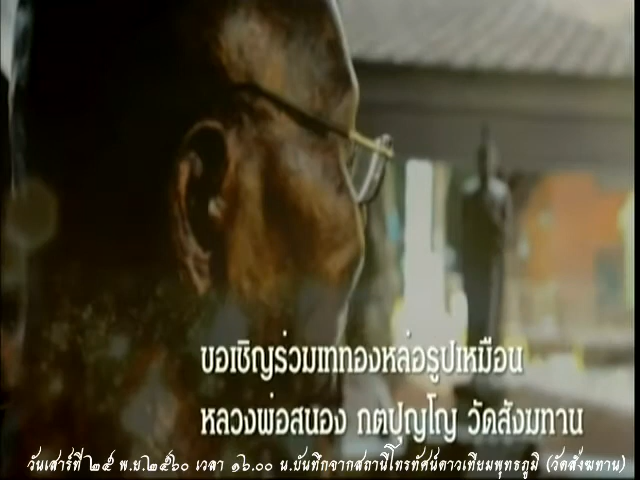 ขอเชิญร่วมเททองหล่อรูปเหมือน
หลวงพ่อสนอง กตปุญโญ วัดสังฆทาน
วันเสาร์ที่ ๒๕ พ.ย.๒๕๖๐ เวลา ๑๖.๐๐ น.บันทึกจากสถานีโทรทัศน์ดาวเทียมพุทธภูมิ (วัดสังฆทาน)